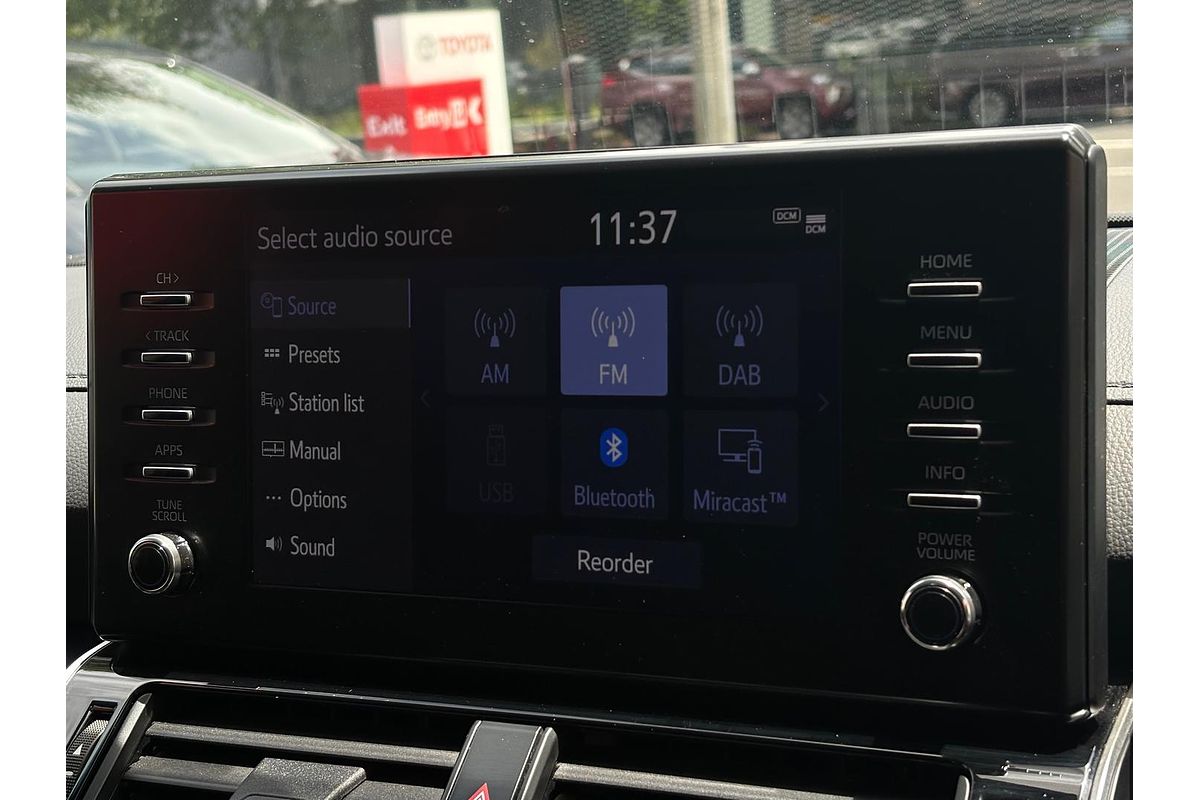 TOYOTA
Exit Entry
Select audio source
11:37
DCM
DCM
CH >
< TRACK
PHONE
APPS
TUNE
SCROLL
Source
Presets
Station list
Manual
Options
Sound
AM
FM
DAB
USB
Bluetooth
Miracast™
Reorder
HOME
MENU
AUDIO
INFO
POWER
VOLUME